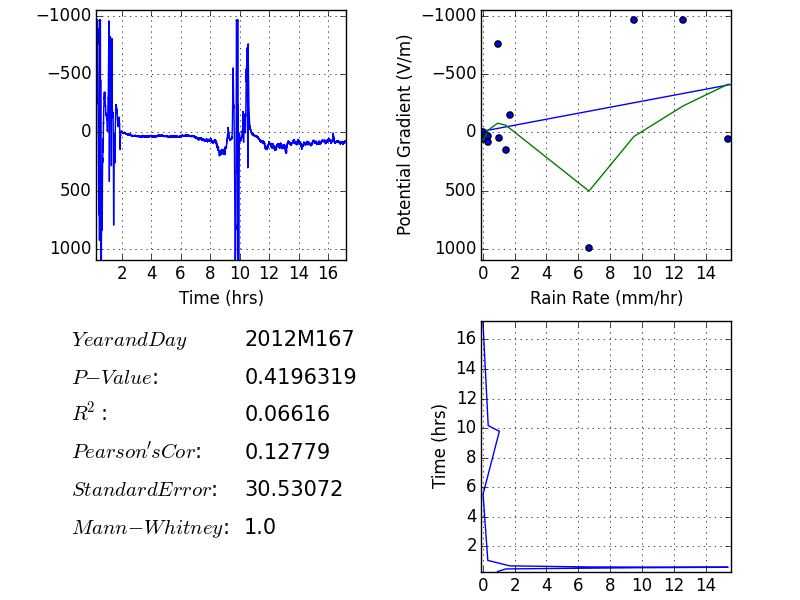 −1000
−500
0
500
1000
2 4 6 8 10 12 14 16
Time (hrs)
Potential Gradient (V/m)
−1000
−500
0
500
1000
0 2 4 6 8 10 12 14
Rain Rate (mm/hr)
YearandDay 2012M167
P−Value: 0.4196319
R²: 0.06616
Pearson'sCor: 0.12779
StandardError: 30.53072
Mann−Whitney: 1.0
Time (hrs)
16
14
12
10
8
6
4
2
0 2 4 6 8 10 12 14